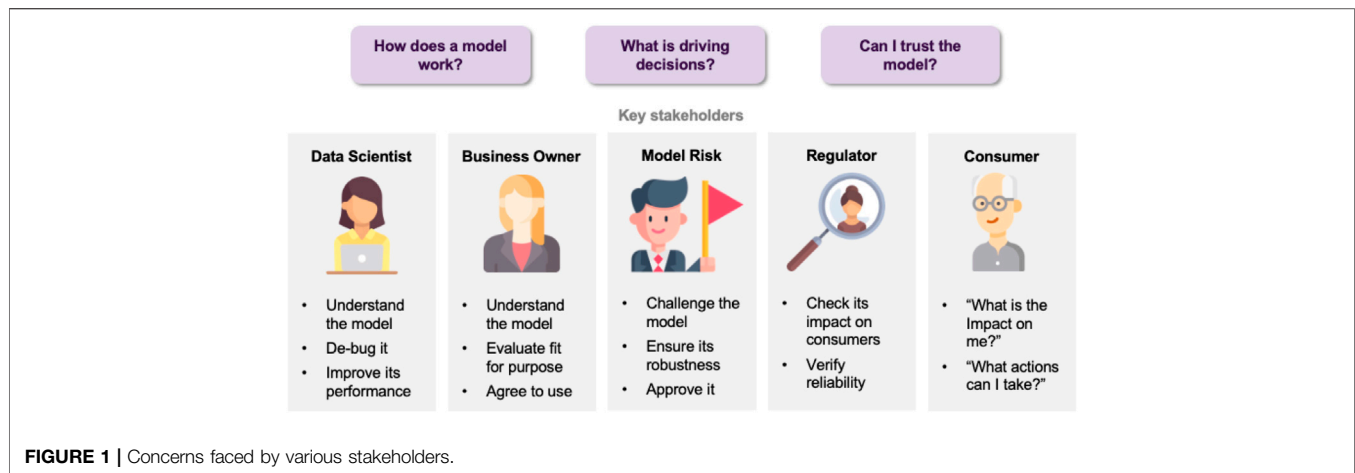 How does a model
work?
What is driving
decisions?
Can I trust the
model?
Key stakeholders
Data Scientist
• Understand
the model
• De-bug it
• Improve its
performance
Business Owner
• Understand
the model
• Evaluate fit
for purpose
• Agree to use
Model Risk
• Challenge the
model
• Ensure its
robustness
• Approve it
Regulator
• Check its
impact on
consumers
• Verify
reliability
Consumer
• “What is the
Impact on
me?”
• “What actions
can I take?”
FIGURE 1 | Concerns faced by various stakeholders.